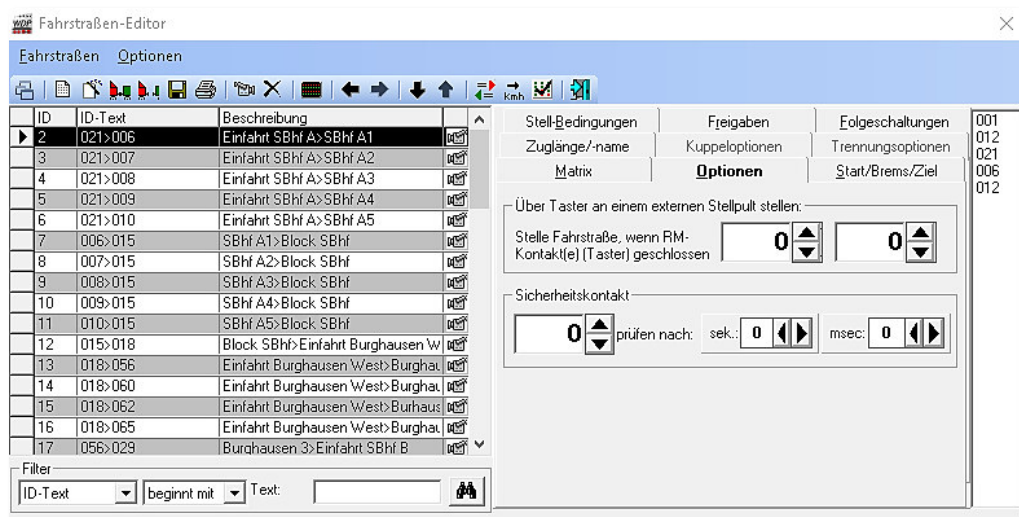 WDP Fahrstraßen-Editor
Fahrstraßen Optionen
Kmh
ID ID-Text Beschreibung
2 021>006 Einfahrt SBhf A>SBhf A1
3 021>007 Einfahrt SBhf A>SBhf A2
4 021>008 Einfahrt SBhf A>SBhf A3
5 021>009 Einfahrt SBhf A>SBhf A4
6 021>010 Einfahrt SBhf A>SBhf A5
7 006>015 SBhf A1>Block SBhf
8 007>015 SBhf A2>Block SBhf
9 008>015 SBhf A3>Block SBhf
10 009>015 SBhf A4>Block SBhf
11 010>015 SBhf A5>Block SBhf
12 015>018 Block SBhf>Einfahrt Burghausen W
13 018>056 Einfahrt Burghausen West>Burghau
14 018>060 Einfahrt Burghausen West>Burghau
15 018>062 Einfahrt Burghausen West>Burhaus
16 018>065 Einfahrt Burghausen West>Burghau
17 056>029 Burghausen 3>Einfahrt SBhf B
Filter
ID-Text beginnt mit Text:
Stell-Bedingungen Freigaben Folgeschaltungen
Zuglänge/-name Kuppeloptionen Trennungsoptionen
Matrix Optionen Start/Brems/Ziel
Über Taster an einem externen Stellpult stellen:
Stelle Fahrstraße, wenn RM-
Kontakt(e) (Taster) geschlossen 0 0
Sicherheitskontakt
0 prüfen nach: sek.: 0 msec: 0
001
012
021
006
012